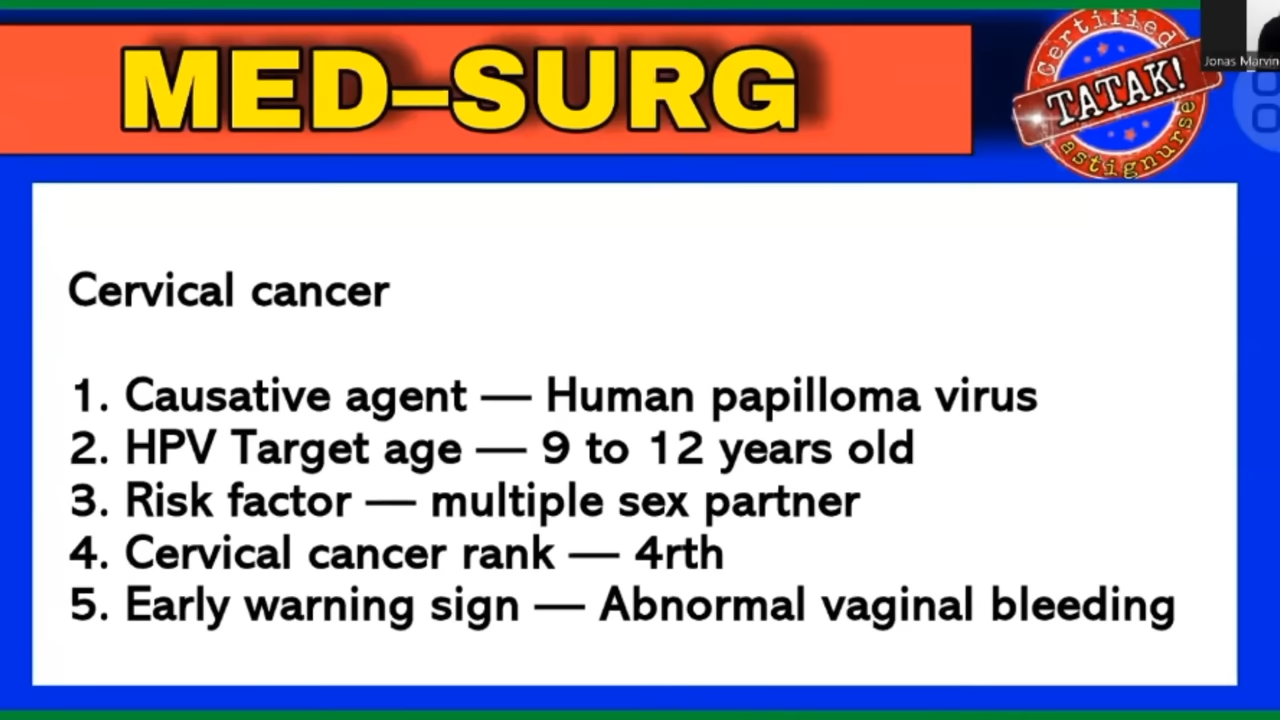 MED–SURG
Certified
TATAK!
astignurse
Jonas Marvin
Cervical cancer
1. Causative agent — Human papilloma virus
2. HPV Target age — 9 to 12 years old
3. Risk factor — multiple sex partner
4. Cervical cancer rank — 4rth
5. Early warning sign — Abnormal vaginal bleeding